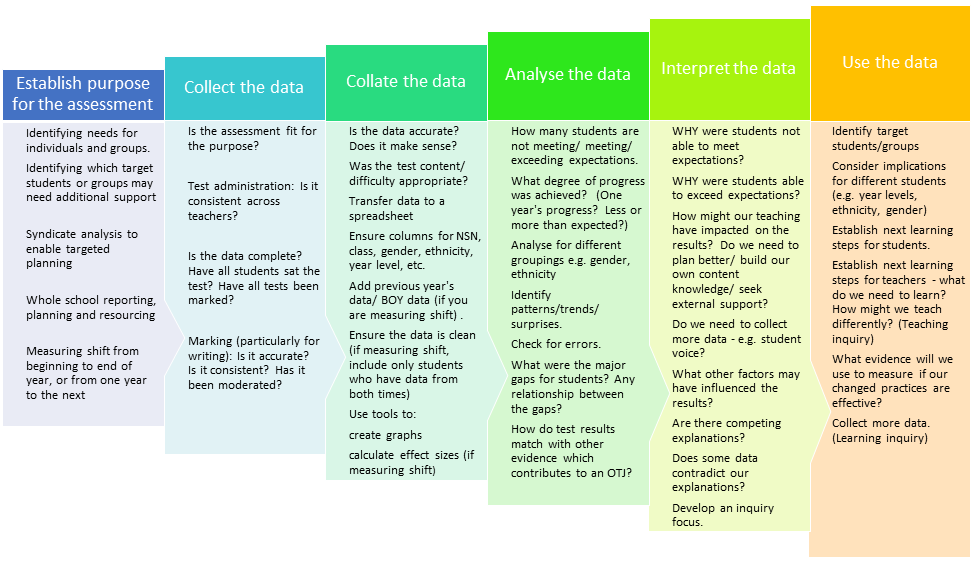 Establish purpose
for the assessment
Identifying needs for
individuals and groups.
Identifying which target
students or groups may
need additional support
Syndicate analysis to
enable targeted
planning
Whole school reporting,
planning and resourcing
Measuring shift from
beginning to end of
year, or from one year
to the next
Collect the data
Is the assessment fit for
the purpose?
Test administration: Is it
consistent across
teachers?
Is the data complete?
Have all students sat the
test? Have all tests been
marked?
Marking (particularly for
writing): Is it accurate?
Is it consistent? Has it
been moderated?
Collate the data
Is the data accurate?
Does it make sense?
Was the test content/
difficulty appropriate?
Transfer data to a
spreadsheet
Ensure columns for NSN,
class, gender, ethnicity,
year level, etc.
Add previous year's
data/ BOY data (if you
are measuring shift) .
Ensure the data is clean
(if measuring shift,
include only students
who have data from
both times)
Use tools to:
create graphs
calculate effect sizes (if
measuring shift)
Analyse the data
How many students are
not meeting/ meeting/
exceeding expectations.
What degree of progress
was achieved? (One
year's progress? Less or
more than expected?)
Analyse for different
groupings e.g. gender,
ethnicity
Identify
patterns/trends/
surprises.
Check for errors.
What were the major
gaps for students? Any
relationship between
the gaps?
How do test results
match with other
evidence which
contributes to an OTJ?
Interpret the data
WHY were students not
able to meet
expectations?
WHY were students able
to exceed expectations?
How might our teaching
have impacted on the
results? Do we need to
plan better/ build our
own content
knowledge/ seek
external support?
Do we need to collect
more data - e.g. student
voice?
What other factors may
have influenced the
results?
Are there competing
explanations?
Does some data
contradict our
explanations?
Develop an inquiry
focus.
Use the data
Identify target
students/groups
Consider implications
for different students
(e.g. year levels,
ethnicity, gender)
Establish next learning
steps for students.
Establish next learning
steps for teachers - what
do we need to learn?
How might we teach
differently? (Teaching
inquiry)
What evidence will we
use to measure if our
changed practices are
effective?
Collect more data.
(Learning inquiry)